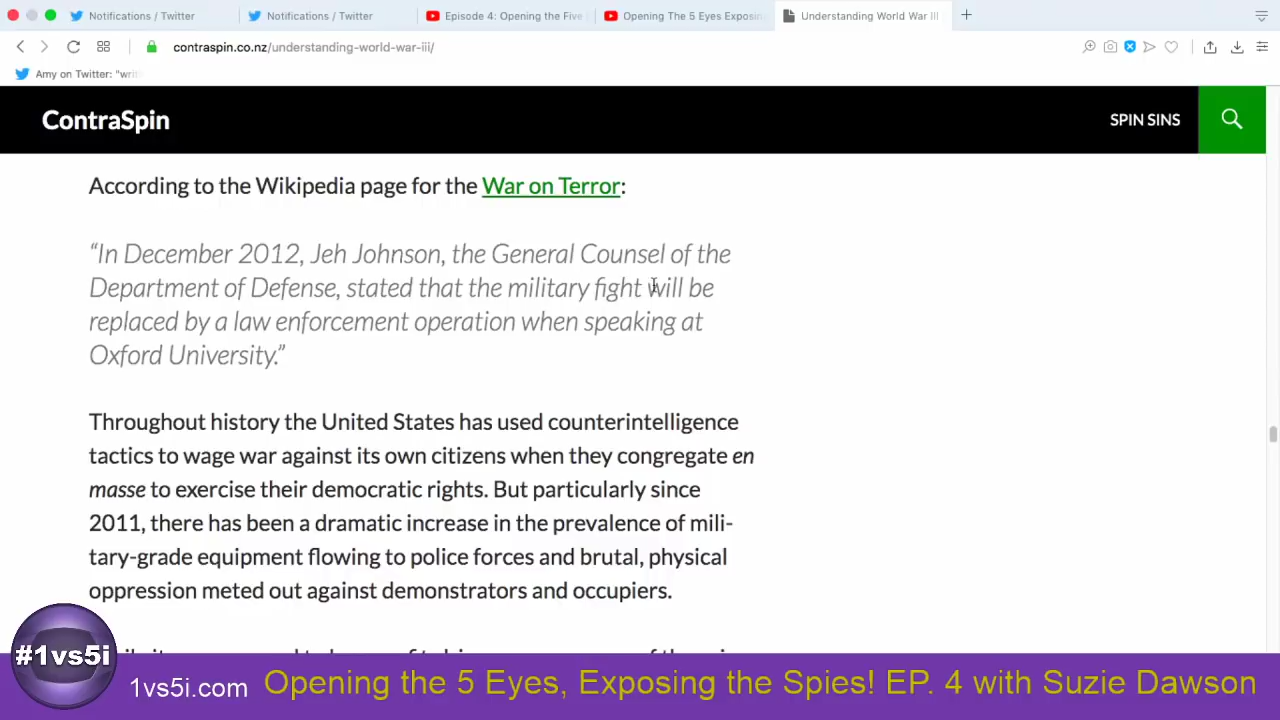 Notifications / Twitter
Notifications / Twitter
Episode 4: Opening the Five
Opening The 5 Eyes Exposing
Understanding World War III
contraspin.co.nz/understanding-world-war-iii/
Amy on Twitter: "writ
ContraSpin
SPIN SINS
According to the Wikipedia page for the War on Terror:
“In December 2012, Jeh Johnson, the General Counsel of the
Department of Defense, stated that the military fight will be
replaced by a law enforcement operation when speaking at
Oxford University.”
Throughout history the United States has used counterintelligence
tactics to wage war against its own citizens when they congregate en
masse to exercise their democratic rights. But particularly since
2011, there has been a dramatic increase in the prevalence of mili-
tary-grade equipment flowing to police forces and brutal, physical
oppression meted out against demonstrators and occupiers.
#1vs5i
1vs5i.com
Opening the 5 Eyes, Exposing the Spies! EP. 4 with Suzie Dawson